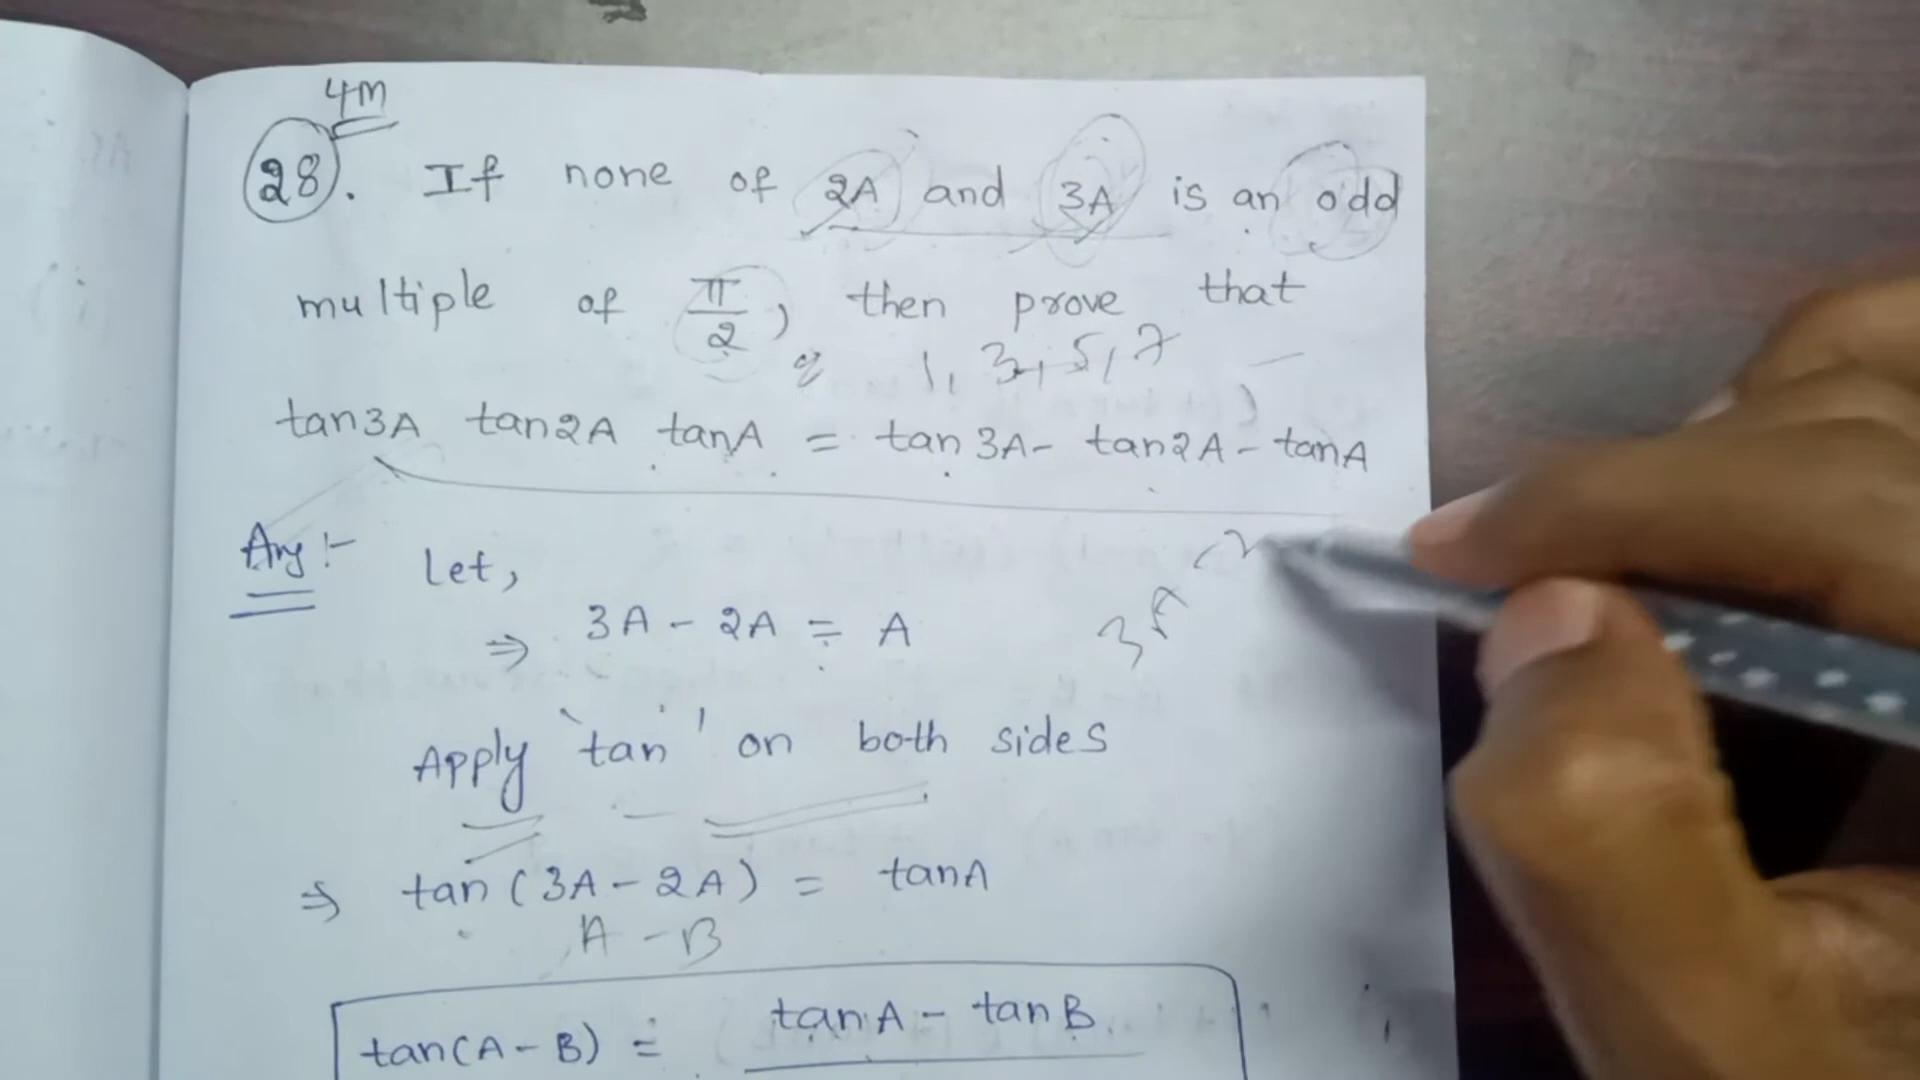 4m
28. If none of 2A and 3A is an odd
multiple of π/2, then prove that
1, 3, 5, 7
tan3A tan2A tanA = tan3A - tan2A - tanA
Ans:- Let,
⇒ 3A - 2A = A
3A
Apply 'tan' on both sides
⇒ tan(3A - 2A) = tanA
A - B
tan(A - B) = tanA - tanB